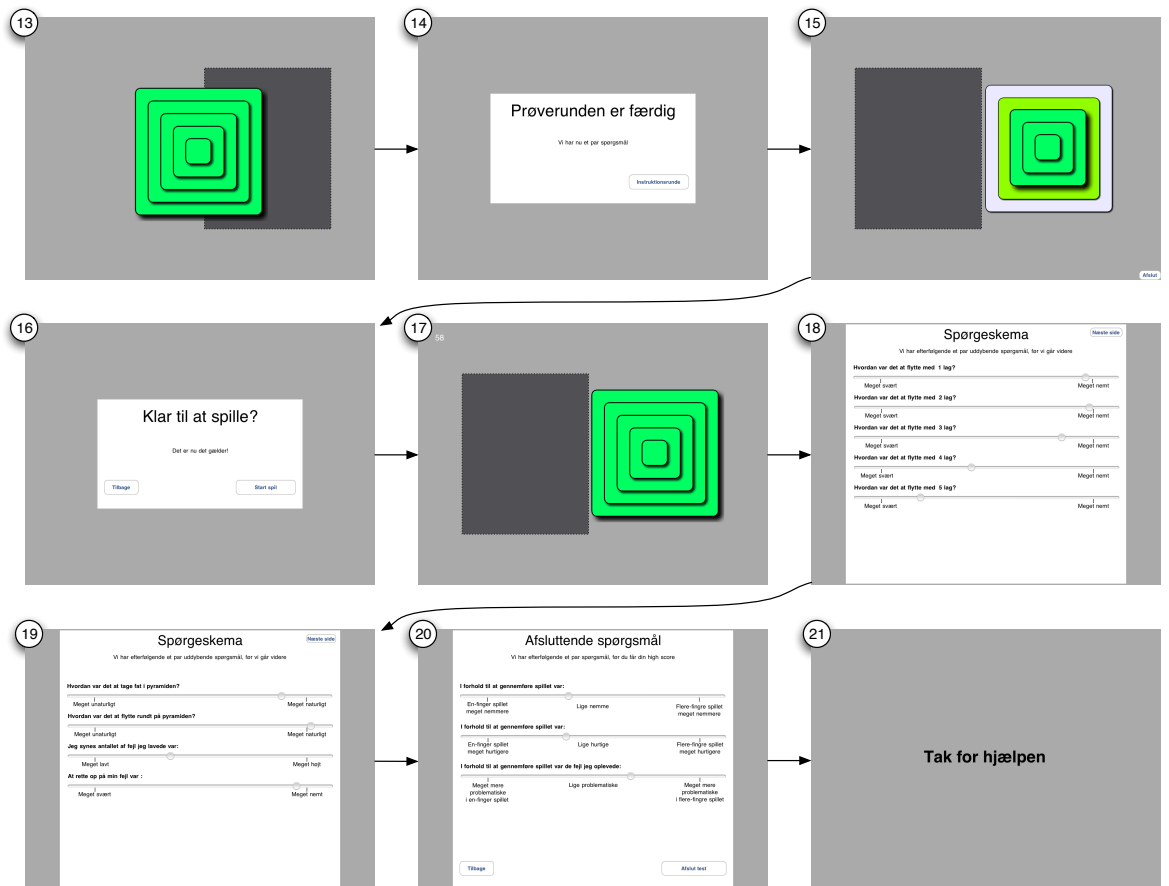 13
14
Prøverunden er færdig
Vi har nu et par spørgsmål
Instruktionsrunde
15
Afslut
16
Klar til at spille?
Det er nu det gælder!
Tilbage
Start spil
17
58
18
Spørgeskema
Næste side
Vi har efterfølgende et par uddybende spørgsmål, før vi går videre
Hvordan var det at flytte med 1 lag?
Meget svært Meget nemt
Hvordan var det at flytte med 2 lag?
Meget svært Meget nemt
Hvordan var det at flytte med 3 lag?
Meget svært Meget nemt
Hvordan var det at flytte med 4 lag?
Meget svært Meget nemt
Hvordan var det at flytte med 5 lag?
Meget svært Meget nemt
19
Spørgeskema
Næste side
Vi har efterfølgende et par uddybende spørgsmål, før vi går videre
Hvordan var det at tage fat i pyramiden?
Meget unaturligt Meget naturligt
Hvordan var det at flytte rundt på pyramiden?
Meget unaturligt Meget naturligt
Jeg synes antallet af fejl jeg lavede var:
Meget lavt Meget højt
At rette op på min fejl var :
Meget svært Meget nemt
20
Afsluttende spørgsmål
Vi har efterfølgende et par spørgsmål, før du får din high score
I forhold til at gennemføre spillet var:
En-finger spillet Lige nemme Flere-fingre spillet
meget nemmere meget nemmere
I forhold til at gennemføre spillet var:
En-finger spillet Lige hurtige Flere-fingre spillet
meget hurtigere meget hurtigere
I forhold til at gennemføre spillet var de fejl jeg oplevede:
Meget mere Lige problematiske Meget mere
problematiske problematiske
i en-finger spillet i flere-fingre spillet
Tilbage
Afslut test
21
Tak for hjælpen